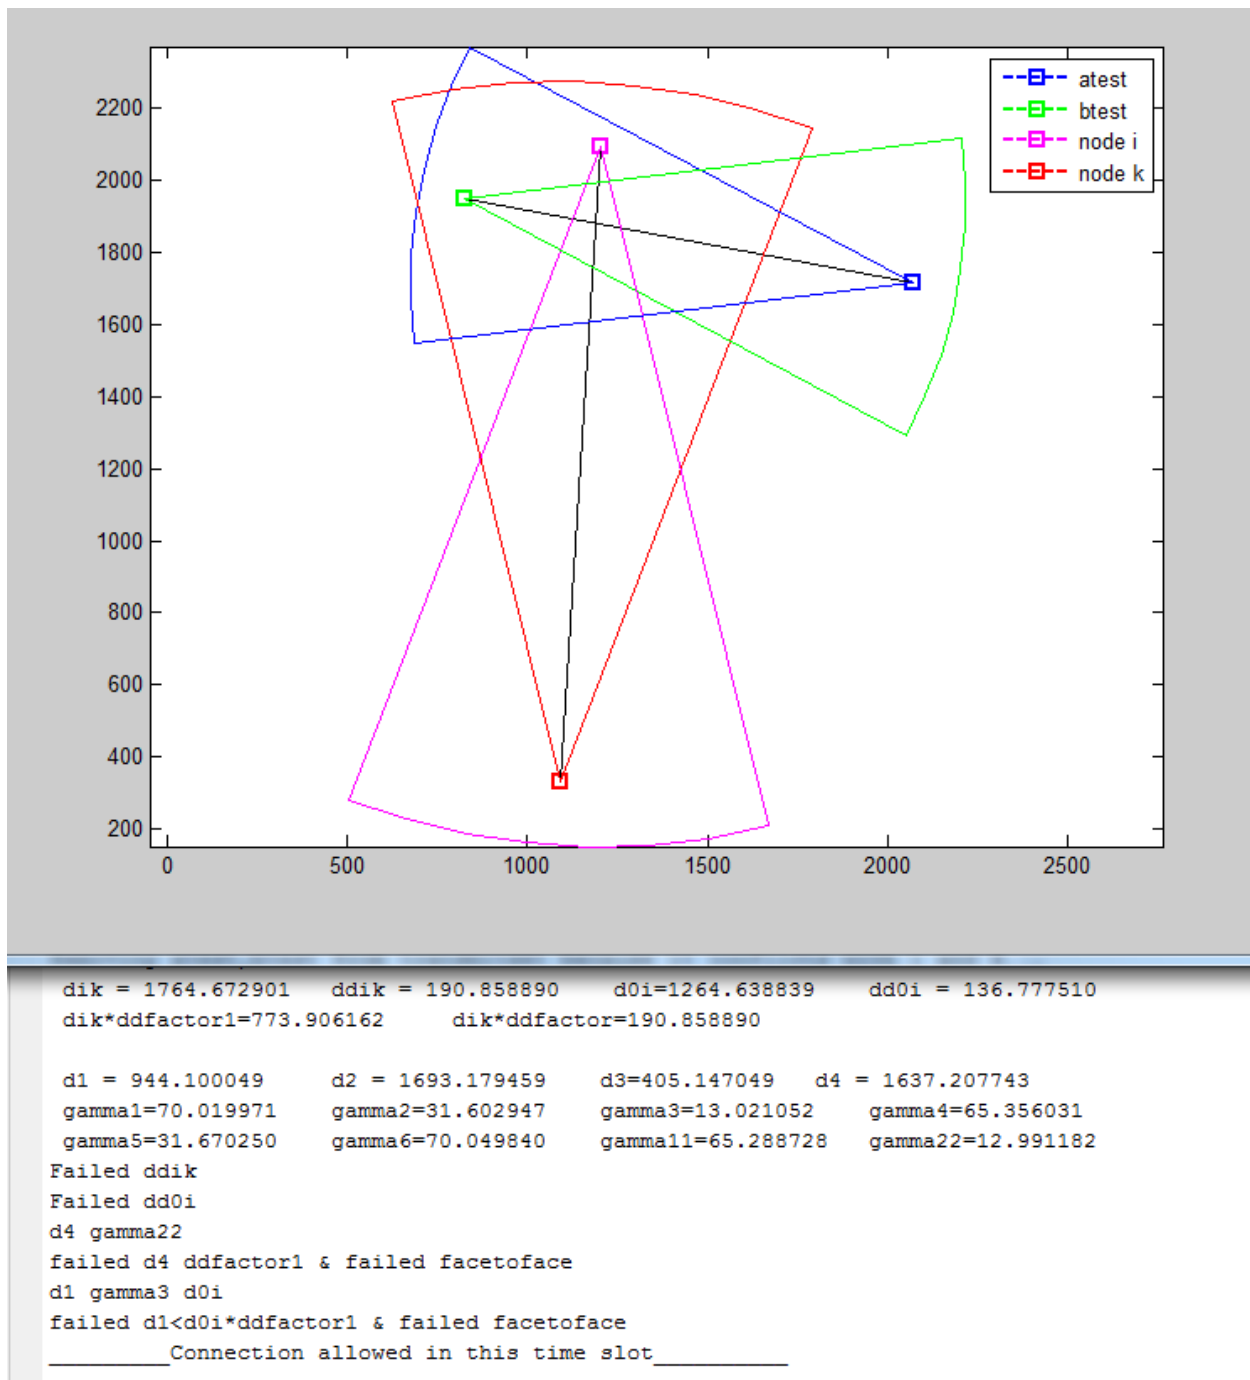 2200
2000
1800
1600
1400
1200
1000
800
600
400
200
0 500 1000 1500 2000 2500
atest
btest
node i
node k
dik = 1764.672901 ddik = 190.858890 d0i=1264.638839 dd0i = 136.777510
dik*ddfactor1=773.906162 dik*ddfactor=190.858890
d1 = 944.100049 d2 = 1693.179459 d3=405.147049 d4 = 1637.207743
gamma1=70.019971 gamma2=31.602947 gamma3=13.021052 gamma4=65.356031
gamma5=31.670250 gamma6=70.049840 gamma11=65.288728 gamma22=12.991182
Failed ddik
Failed dd0i
d4 gamma22
failed d4 ddfactor1 & failed facetoface
d1 gamma3 d0i
failed d1<d0i*ddfactor1 & failed facetoface
_________Connection allowed in this time slot__________